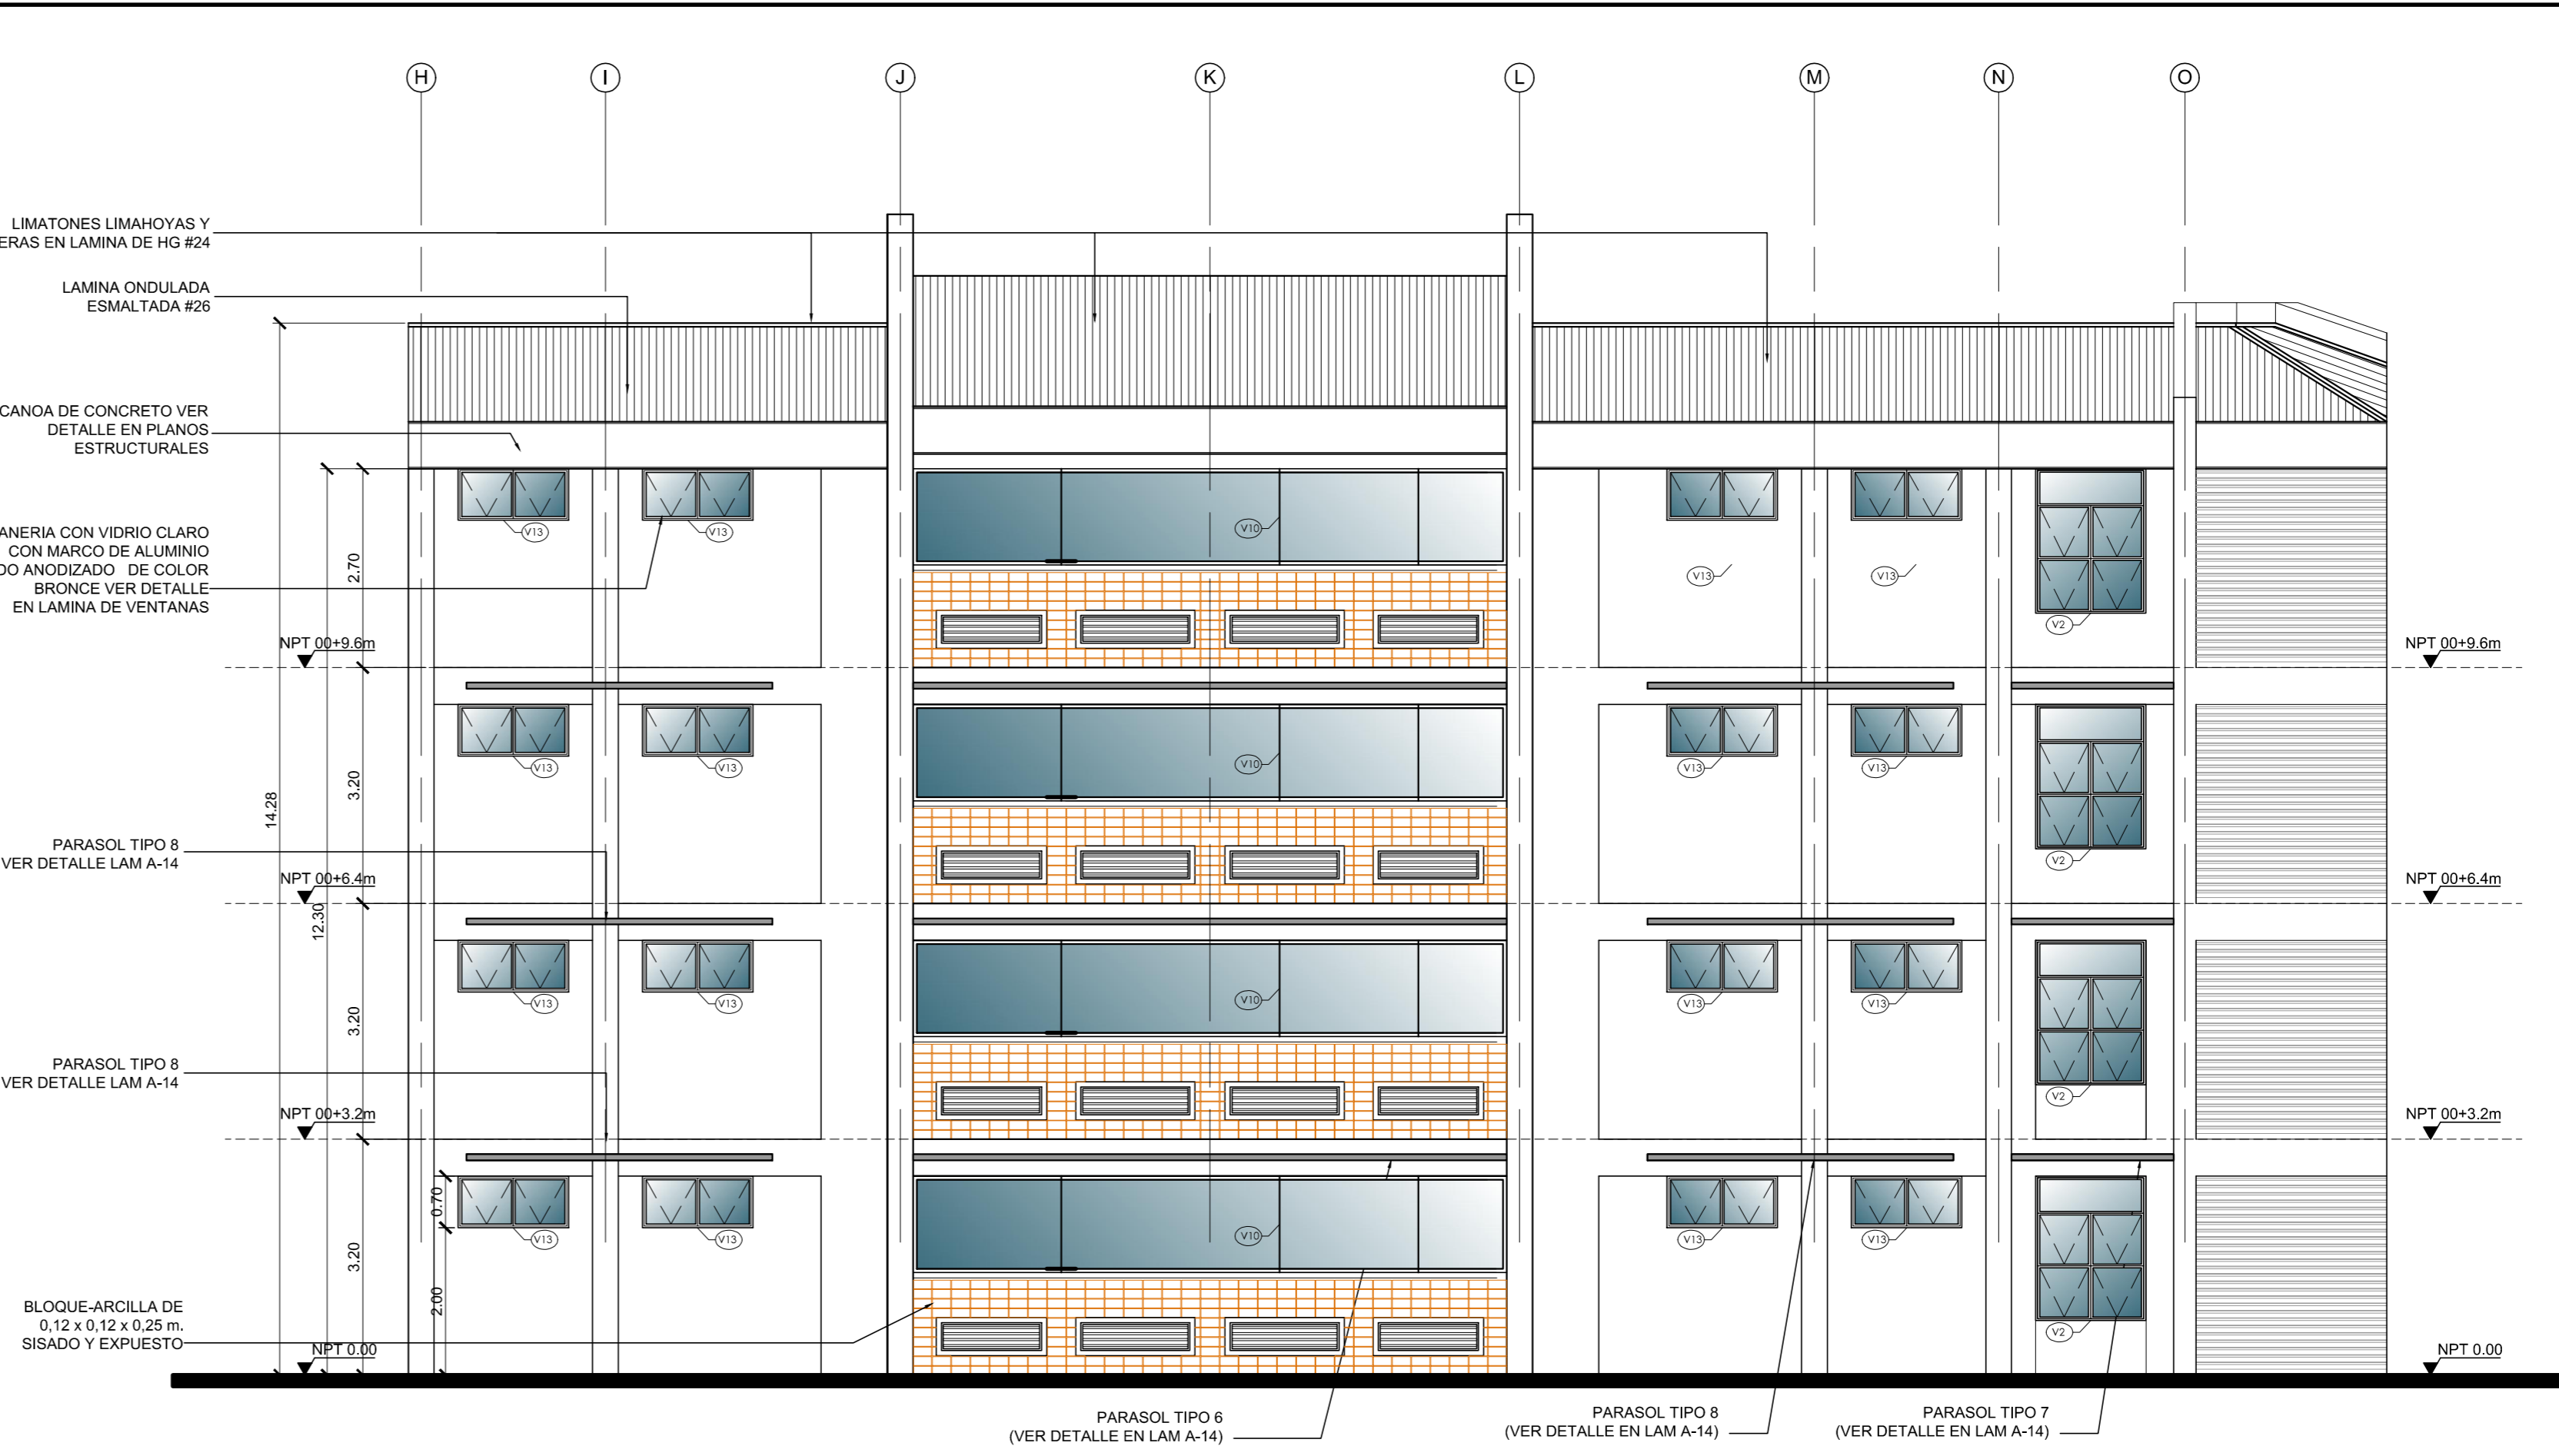 H
I
J
K
L
M
N
O
LIMATONES LIMAHOYAS Y
ERAS EN LAMINA DE HG #24
LAMINA ONDULADA
ESMALTADA #26
CANOA DE CONCRETO VER
DETALLE EN PLANOS
ESTRUCTURALES
ANERIA CON VIDRIO CLARO
CON MARCO DE ALUMINIO
DO ANODIZADO DE COLOR
BRONCE VER DETALLE
EN LAMINA DE VENTANAS
V13
V13
V10
V13
V13
V2
2.70
NPT 00+9.6m
NPT 00+9.6m
V13
V13
V10
V13
V13
V2
3.20
14.28
PARASOL TIPO 8
VER DETALLE LAM A-14
NPT 00+6.4m
NPT 00+6.4m
12.30
V13
V13
V10
V13
V13
V2
3.20
PARASOL TIPO 8
VER DETALLE LAM A-14
NPT 00+3.2m
NPT 00+3.2m
0.70
V13
V13
V10
V13
V13
V2
3.20
2.00
BLOQUE-ARCILLA DE
0,12 x 0,12 x 0,25 m.
SISADO Y EXPUESTO
NPT 0.00
NPT 0.00
PARASOL TIPO 6
(VER DETALLE EN LAM A-14)
PARASOL TIPO 8
(VER DETALLE EN LAM A-14)
PARASOL TIPO 7
(VER DETALLE EN LAM A-14)